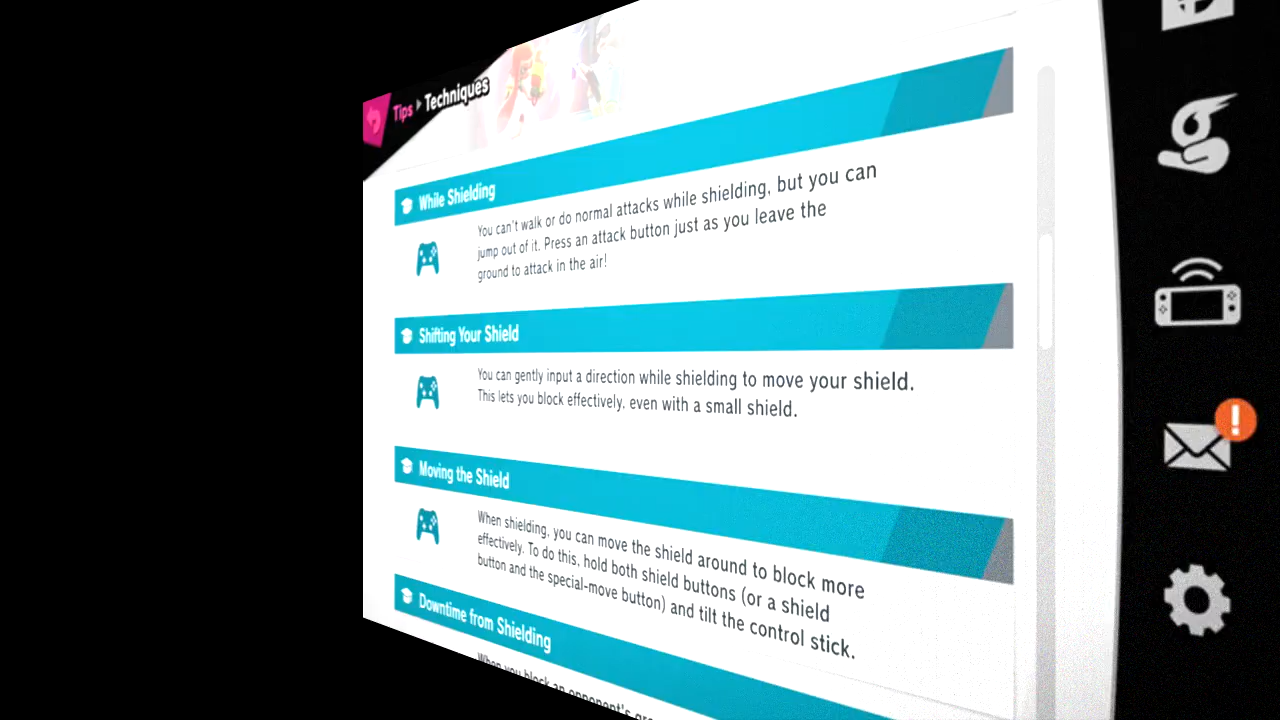 Tips ▸ Techniques
While Shielding
You can't walk or do normal attacks while shielding, but you can
jump out of it. Press an attack button just as you leave the
ground to attack in the air!
Shifting Your Shield
You can gently input a direction while shielding to move your shield.
This lets you block effectively, even with a small shield.
Moving the Shield
When shielding, you can move the shield around to block more
effectively. To do this, hold both shield buttons (or a shield
button and the special-move button) and tilt the control stick.
Downtime from Shielding
When you block an opponent's